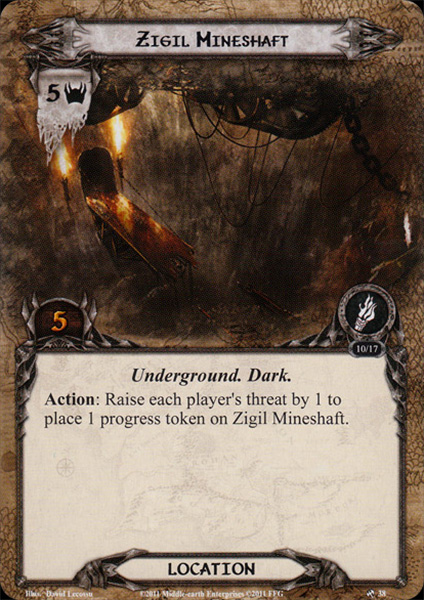 Zigil Mineshaft
5
5
10/17
Underground. Dark.
Action: Raise each player's threat by 1 to
place 1 progress token on Zigil Mineshaft.
LOCATION
Illus. David Lecossu ©2011 Middle-earth Enterprises ©2011 FFG 38